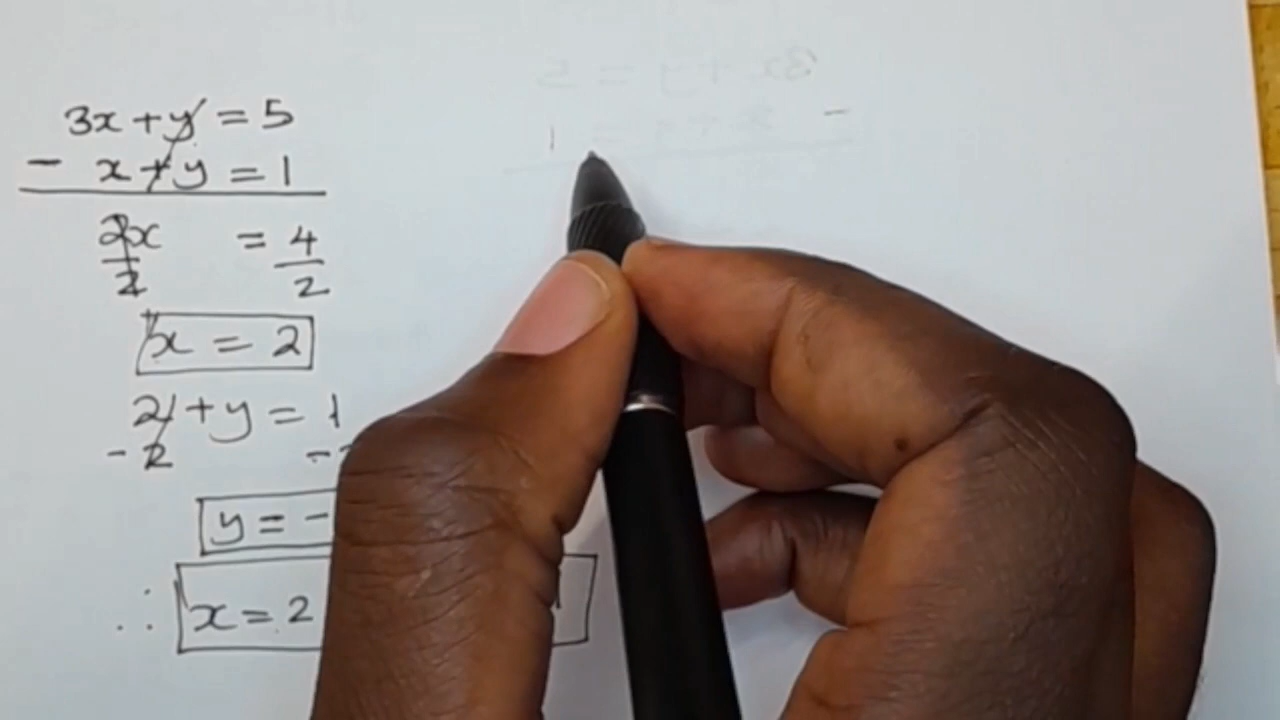 3x + y = 5
- x + y = 1
2x = 4
2 2
x = 2
2 + y = 1
- 2 -
y = -
∴ x = 2